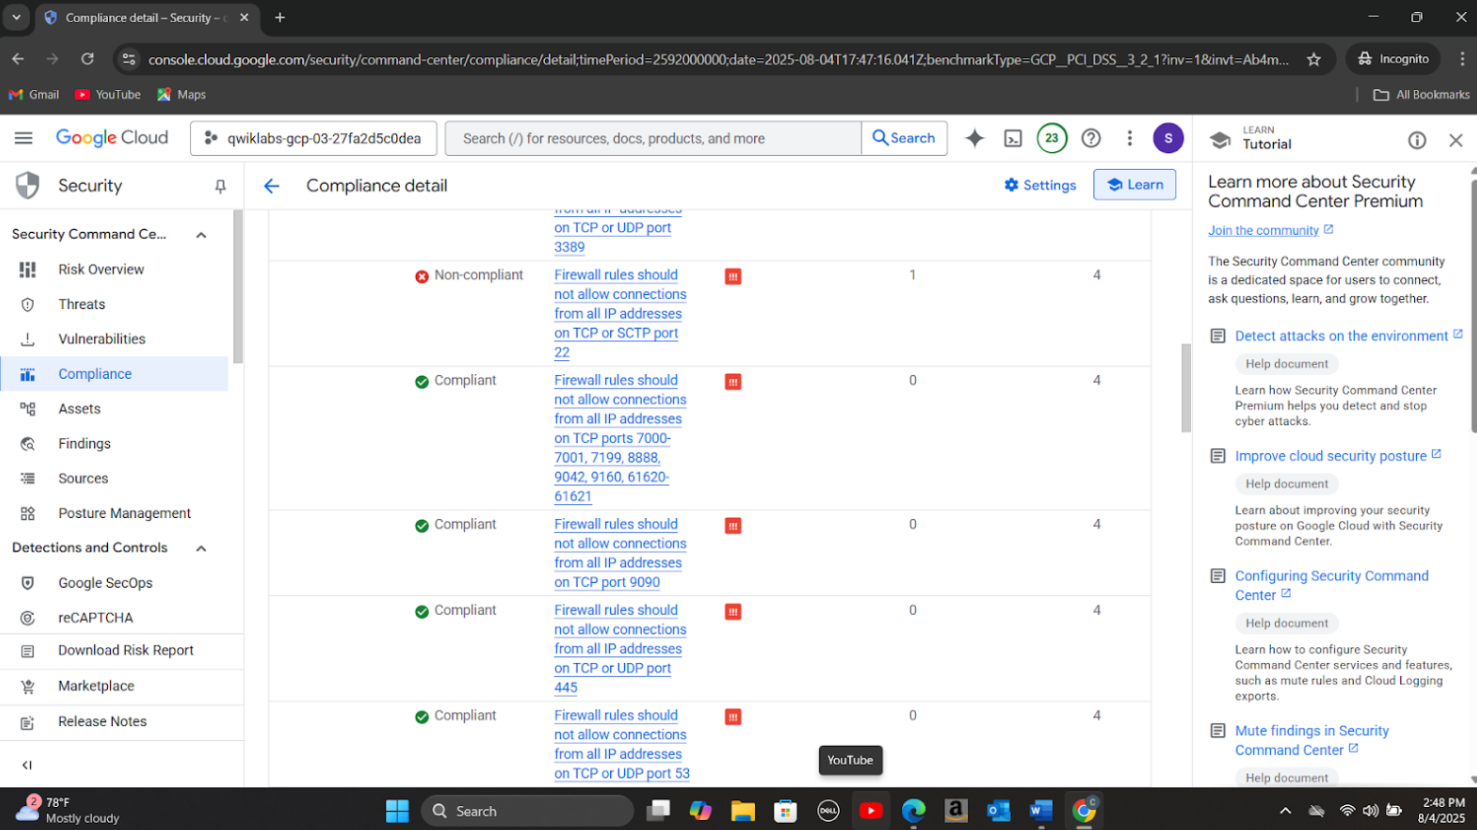 Compliance detail – Security – c
console.cloud.google.com/security/command-center/compliance/detail;timePeriod=2592000000;date=2025-08-04T17:47:16.041Z;benchmarkType=GCP__PCI_DSS__3_2_1?inv=1&invt=Ab4m...
Incognito
Gmail
YouTube
Maps
All Bookmarks
Google Cloud
qwiklabs-gcp-03-27fa2d5c0dea
Search (/) for resources, docs, products, and more
Search
23
S
LEARN
Tutorial
Security
Compliance detail
Settings
Learn
Security Command Ce...
Risk Overview
Threats
Vulnerabilities
Compliance
Assets
Findings
Sources
Posture Management
Detections and Controls
Google SecOps
reCAPTCHA
Download Risk Report
Marketplace
Release Notes
from all IP addresses
on TCP or UDP port
3389
Non-compliant
Firewall rules should
not allow connections
from all IP addresses
on TCP or SCTP port
22
1
4
Compliant
Firewall rules should
not allow connections
from all IP addresses
on TCP ports 7000-
7001, 7199, 8888,
9042, 9160, 61620-
61621
0
4
Compliant
Firewall rules should
not allow connections
from all IP addresses
on TCP port 9090
0
4
Compliant
Firewall rules should
not allow connections
from all IP addresses
on TCP or UDP port
445
0
4
Compliant
Firewall rules should
not allow connections
from all IP addresses
on TCP or UDP port 53
0
4
YouTube
Learn more about Security
Command Center Premium
Join the community
The Security Command Center community
is a dedicated space for users to connect,
ask questions, learn, and grow together.
Detect attacks on the environment
Help document
Learn how Security Command Center
Premium helps you detect and stop
cyber attacks.
Improve cloud security posture
Help document
Learn about improving your security
posture on Google Cloud with Security
Command Center.
Configuring Security Command
Center
Help document
Learn how to configure Security
Command Center services and features,
such as mute rules and Cloud Logging
exports.
Mute findings in Security
Command Center
Help document
2
78°F
Mostly cloudy
Search
DELL
2:48 PM
8/4/2025